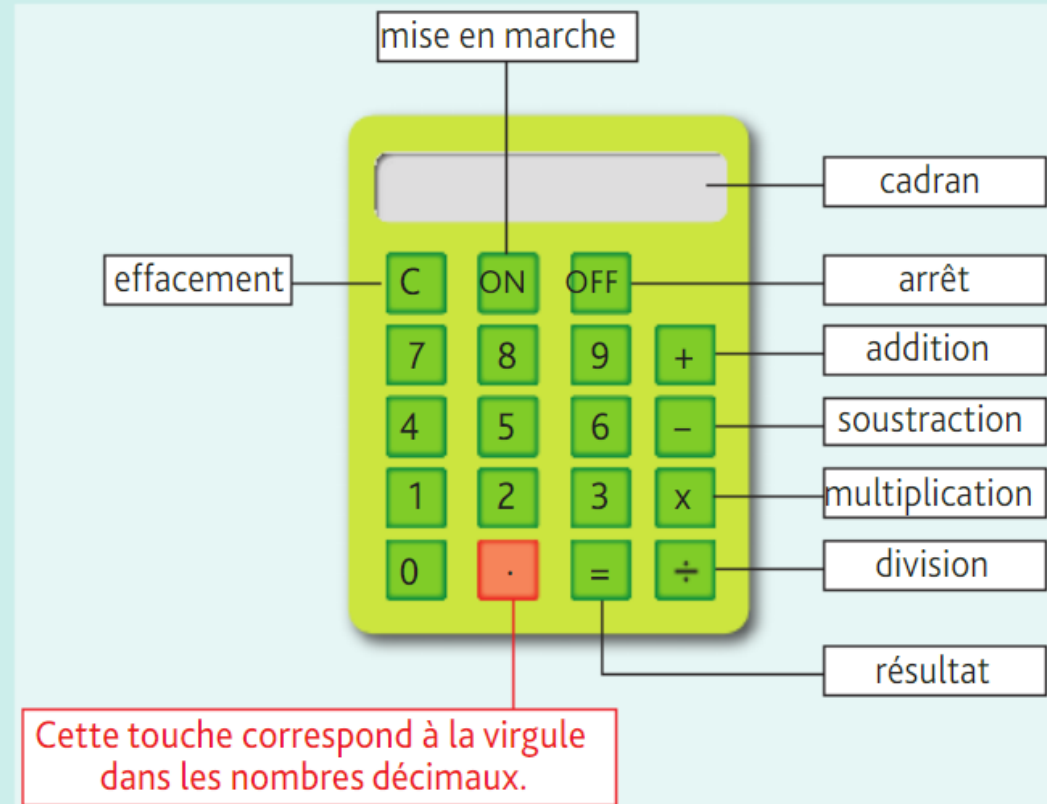 mise en marche
cadran
effacement
C ON OFF
arrêt
7 8 9 +
addition
4 5 6 –
soustraction
1 2 3 x
multiplication
0 · = ÷
division
résultat
Cette touche correspond à la virgule
dans les nombres décimaux.